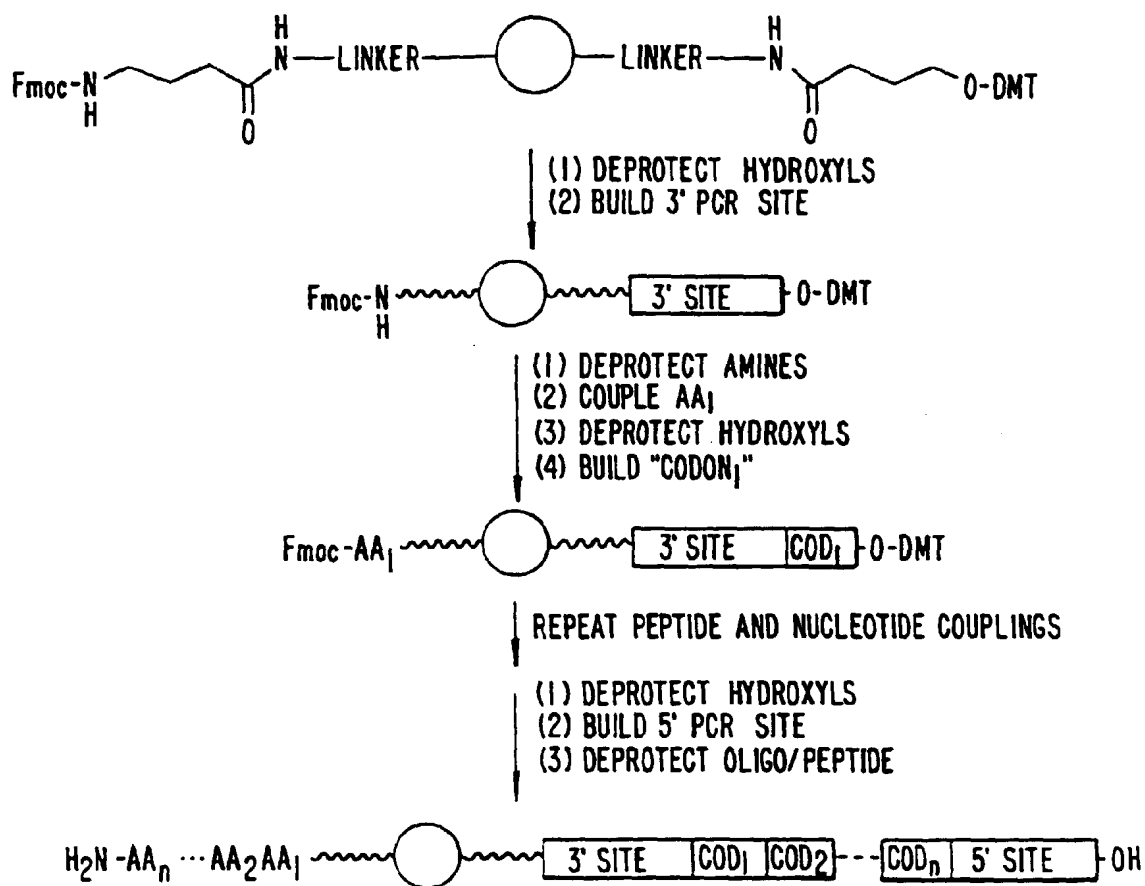 H
Fmoc-N
H
N-LINKER
LINKER-N
H
O
O
O-DMT
(1) DEPROTECT HYDROXYLS
(2) BUILD 3' PCR SITE
Fmoc-N
H
3' SITE
O-DMT
(1) DEPROTECT AMINES
(2) COUPLE AA1
(3) DEPROTECT HYDROXYLS
(4) BUILD "CODON1"
Fmoc-AA1
3' SITE
COD1
O-DMT
REPEAT PEPTIDE AND NUCLEOTIDE COUPLINGS
(1) DEPROTECT HYDROXYLS
(2) BUILD 5' PCR SITE
(3) DEPROTECT OLIGO/PEPTIDE
H2N-AAn ··· AA2AA1
3' SITE
COD1
COD2
---
CODn
5' SITE
OH